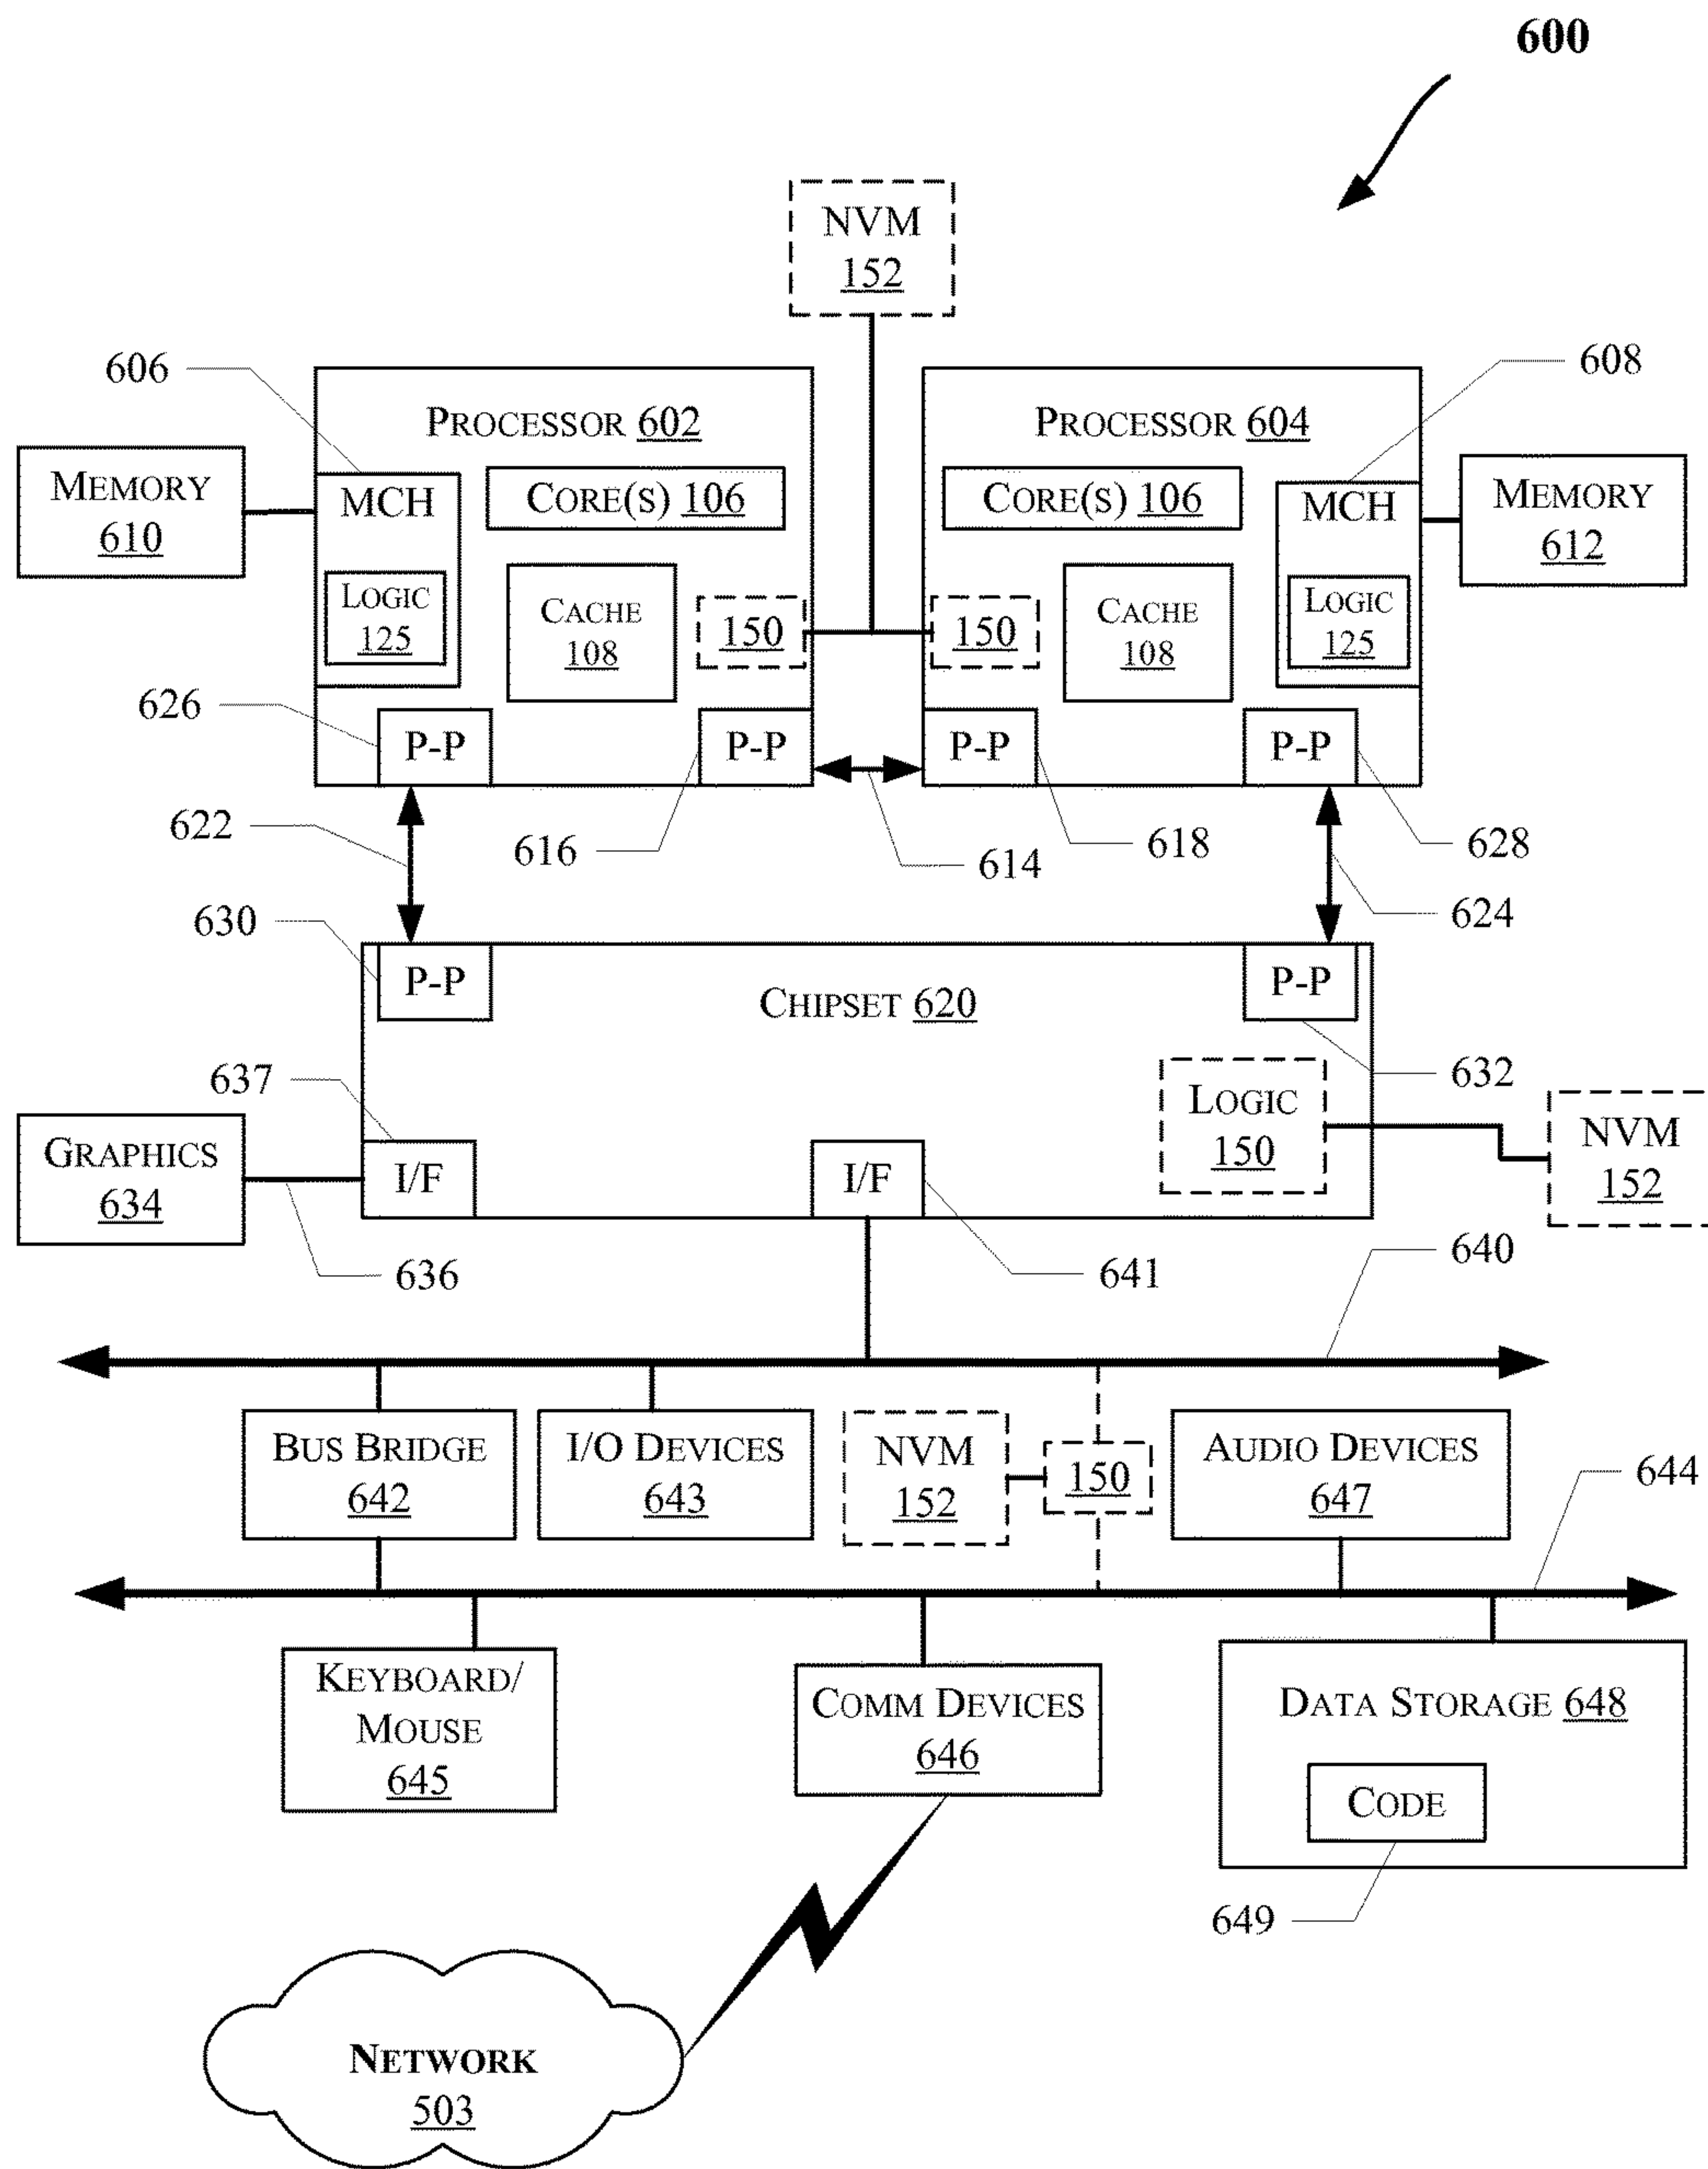 600
NVM
152
606
608
PROCESSOR 602
PROCESSOR 604
MEMORY
610
MCH
CORE(S) 106
CORE(S) 106
MCH
MEMORY
612
LOGIC
125
CACHE
108
150
150
CACHE
108
LOGIC
125
626
P-P
P-P
P-P
P-P
622
616
614
618
628
624
630
P-P
CHIPSET 620
P-P
632
637
LOGIC
150
NVM
152
GRAPHICS
634
I/F
I/F
636
641
640
BUS BRIDGE
642
I/O DEVICES
643
NVM
152
150
AUDIO DEVICES
647
644
KEYBOARD/
MOUSE
645
COMM DEVICES
646
DATA STORAGE 648
CODE
649
NETWORK
503